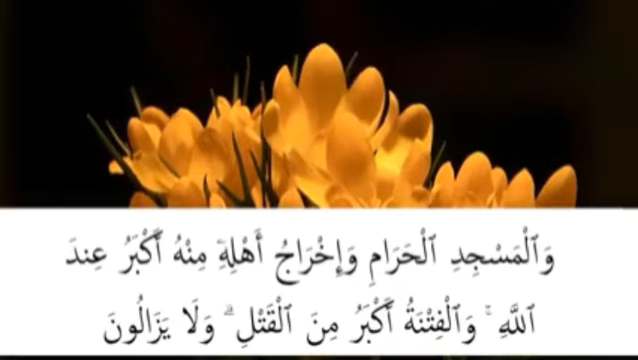 وَٱلْمَسْجِدِ ٱلْحَرَامِ وَإِخْرَاجُ أَهْلِهِۦ مِنْهُ أَكْبَرُ عِندَ
ٱللَّهِ ۚ وَٱلْفِتْنَةُ أَكْبَرُ مِنَ ٱلْقَتْلِ ۗ وَلَا يَزَالُونَ